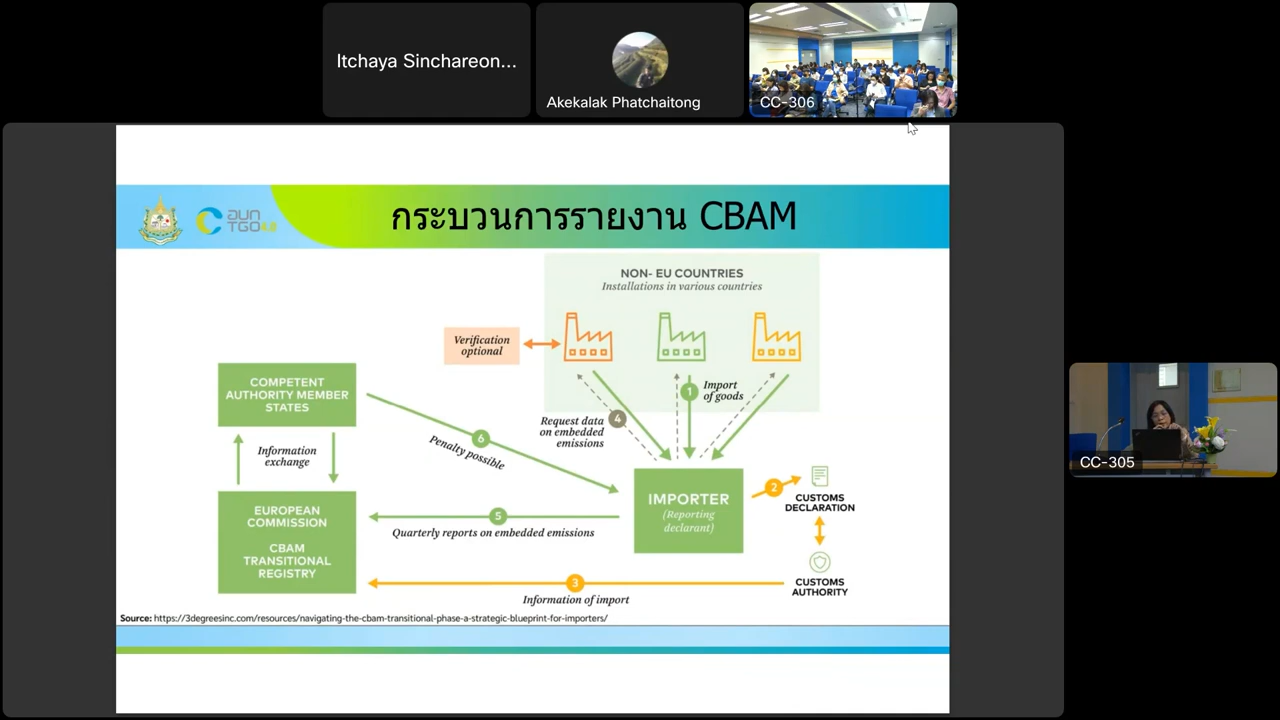 Itchaya Sinchareon...
Akekalak Phatchaitong
CC-306
อบก
TGO
กระบวนการรายงาน CBAM
NON- EU COUNTRIES
Installations in various countries
Verification
optional
1
Import
of goods
COMPETENT
AUTHORITY MEMBER
STATES
4
Request data
on embedded
emissions
6
Penalty possible
Information
exchange
IMPORTER
(Reporting
declarant)
2
CUSTOMS
DECLARATION
EUROPEAN
COMMISSION
CBAM
TRANSITIONAL
REGISTRY
5
Quarterly reports on embedded emissions
CUSTOMS
AUTHORITY
3
Information of import
Source: https://3degreesinc.com/resources/navigating-the-cbam-transitional-phase-a-strategic-blueprint-for-importers/
CC-305